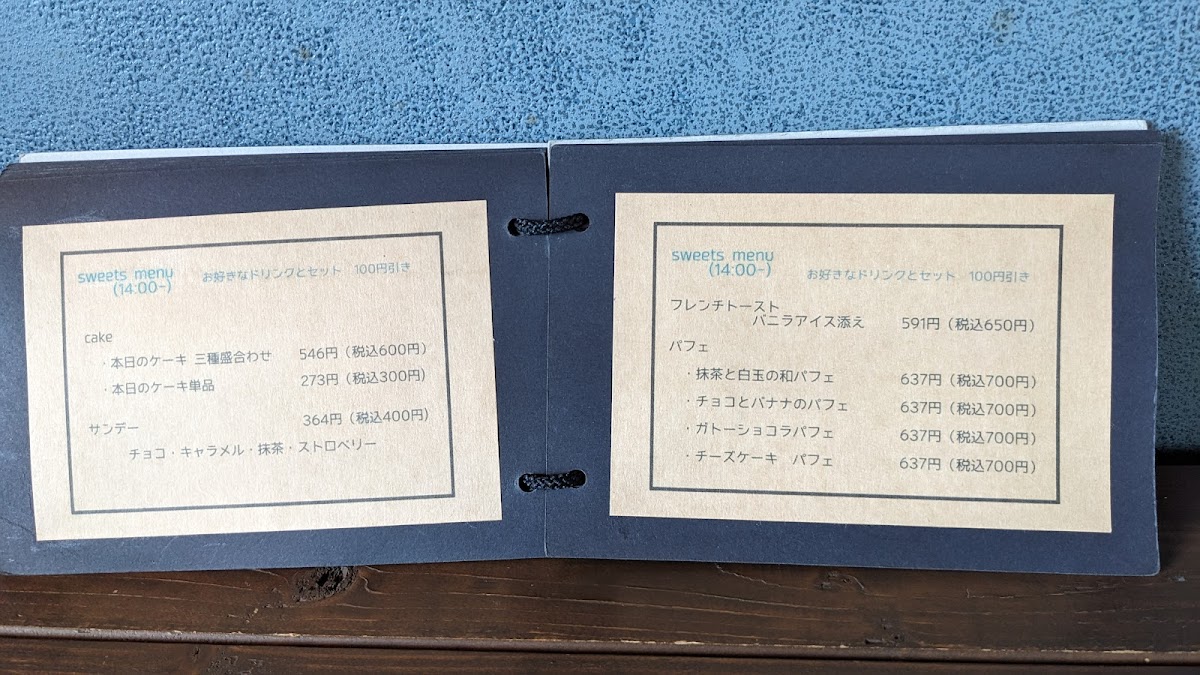 sweets menu
(14:00~)
お好きなドリンクとセット 100円引き
cake
・本日のケーキ 三種盛合わせ 546円（税込600円）
・本日のケーキ単品 273円（税込300円）
サンデー 364円（税込400円）
チョコ・キャラメル・抹茶・ストロベリー
sweets menu
(14:00~)
お好きなドリンクとセット 100円引き
フレンチトースト
バニラアイス添え 591円（税込650円）
パフェ
・抹茶と白玉の和パフェ 637円（税込700円）
・チョコとバナナのパフェ 637円（税込700円）
・ガトーショコラパフェ 637円（税込700円）
・チーズケーキ パフェ 637円（税込700円）